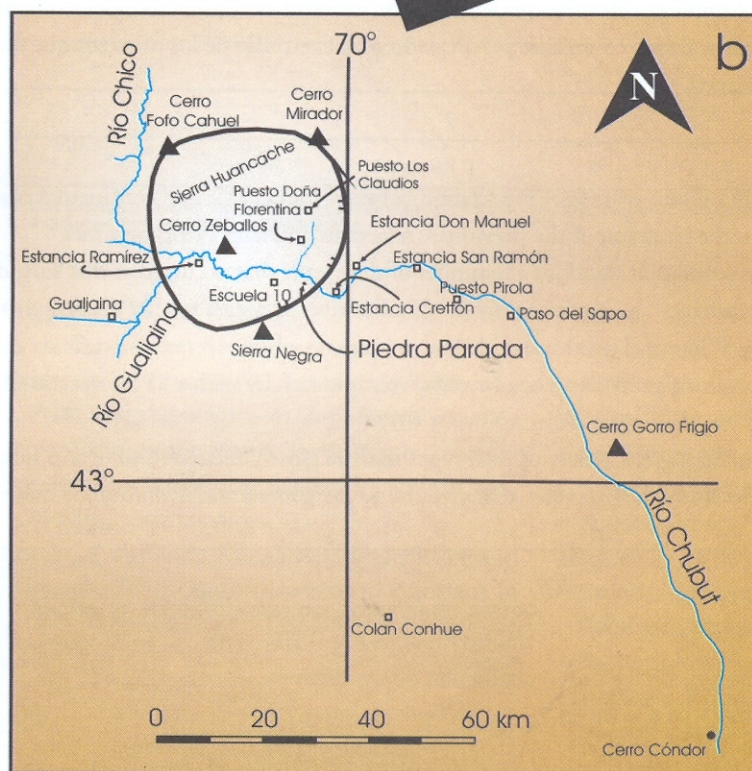 b
70°
N
Río Chico
Cerro
Fofo Cahuel
Cerro
Mirador
Sierra Huancache
Puesto Los
Claudios
Puesto Doña
Florentina
Cerro Zeballos
Estancia Don Manuel
Estancia Ramírez
Estancia San Ramón
Puesto Pirola
Gualjaina
Escuela 10
Estancia Cretton
Paso del Sapo
Sierra Negra
Piedra Parada
Río Gualjaina
Cerro Gorro Frigio
43°
Río Chubut
Colan Conhue
0 20 40 60 km
Cerro Cóndor